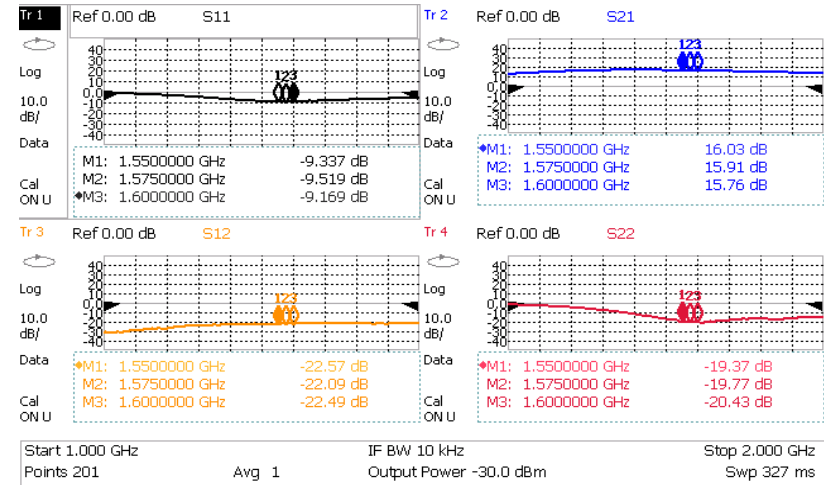 Tr 1 Ref 0.00 dB S11
Log
10.0
dB/
Data
Cal
ON U
40
30
20
10
0.0
-10
-20
-30
-40
123
M1: 1.5500000 GHz -9.337 dB
M2: 1.5750000 GHz -9.519 dB
M3: 1.6000000 GHz -9.169 dB
Tr 2 Ref 0.00 dB S21
Log
10.0
dB/
Data
Cal
ON U
40
30
20
10
0.0
-10
-20
-30
-40
123
M1: 1.5500000 GHz 16.03 dB
M2: 1.5750000 GHz 15.91 dB
M3: 1.6000000 GHz 15.76 dB
Tr 3 Ref 0.00 dB S12
Log
10.0
dB/
Data
Cal
ON U
40
30
20
10
0.0
-10
-20
-30
-40
123
M1: 1.5500000 GHz -22.57 dB
M2: 1.5750000 GHz -22.09 dB
M3: 1.6000000 GHz -22.49 dB
Tr 4 Ref 0.00 dB S22
Log
10.0
dB/
Data
Cal
ON U
40
30
20
10
0.0
-10
-20
-30
-40
123
M1: 1.5500000 GHz -19.37 dB
M2: 1.5750000 GHz -19.77 dB
M3: 1.6000000 GHz -20.43 dB
Start 1.000 GHz IF BW 10 kHz Stop 2.000 GHz
Points 201 Avg 1 Output Power -30.0 dBm Swp 327 ms